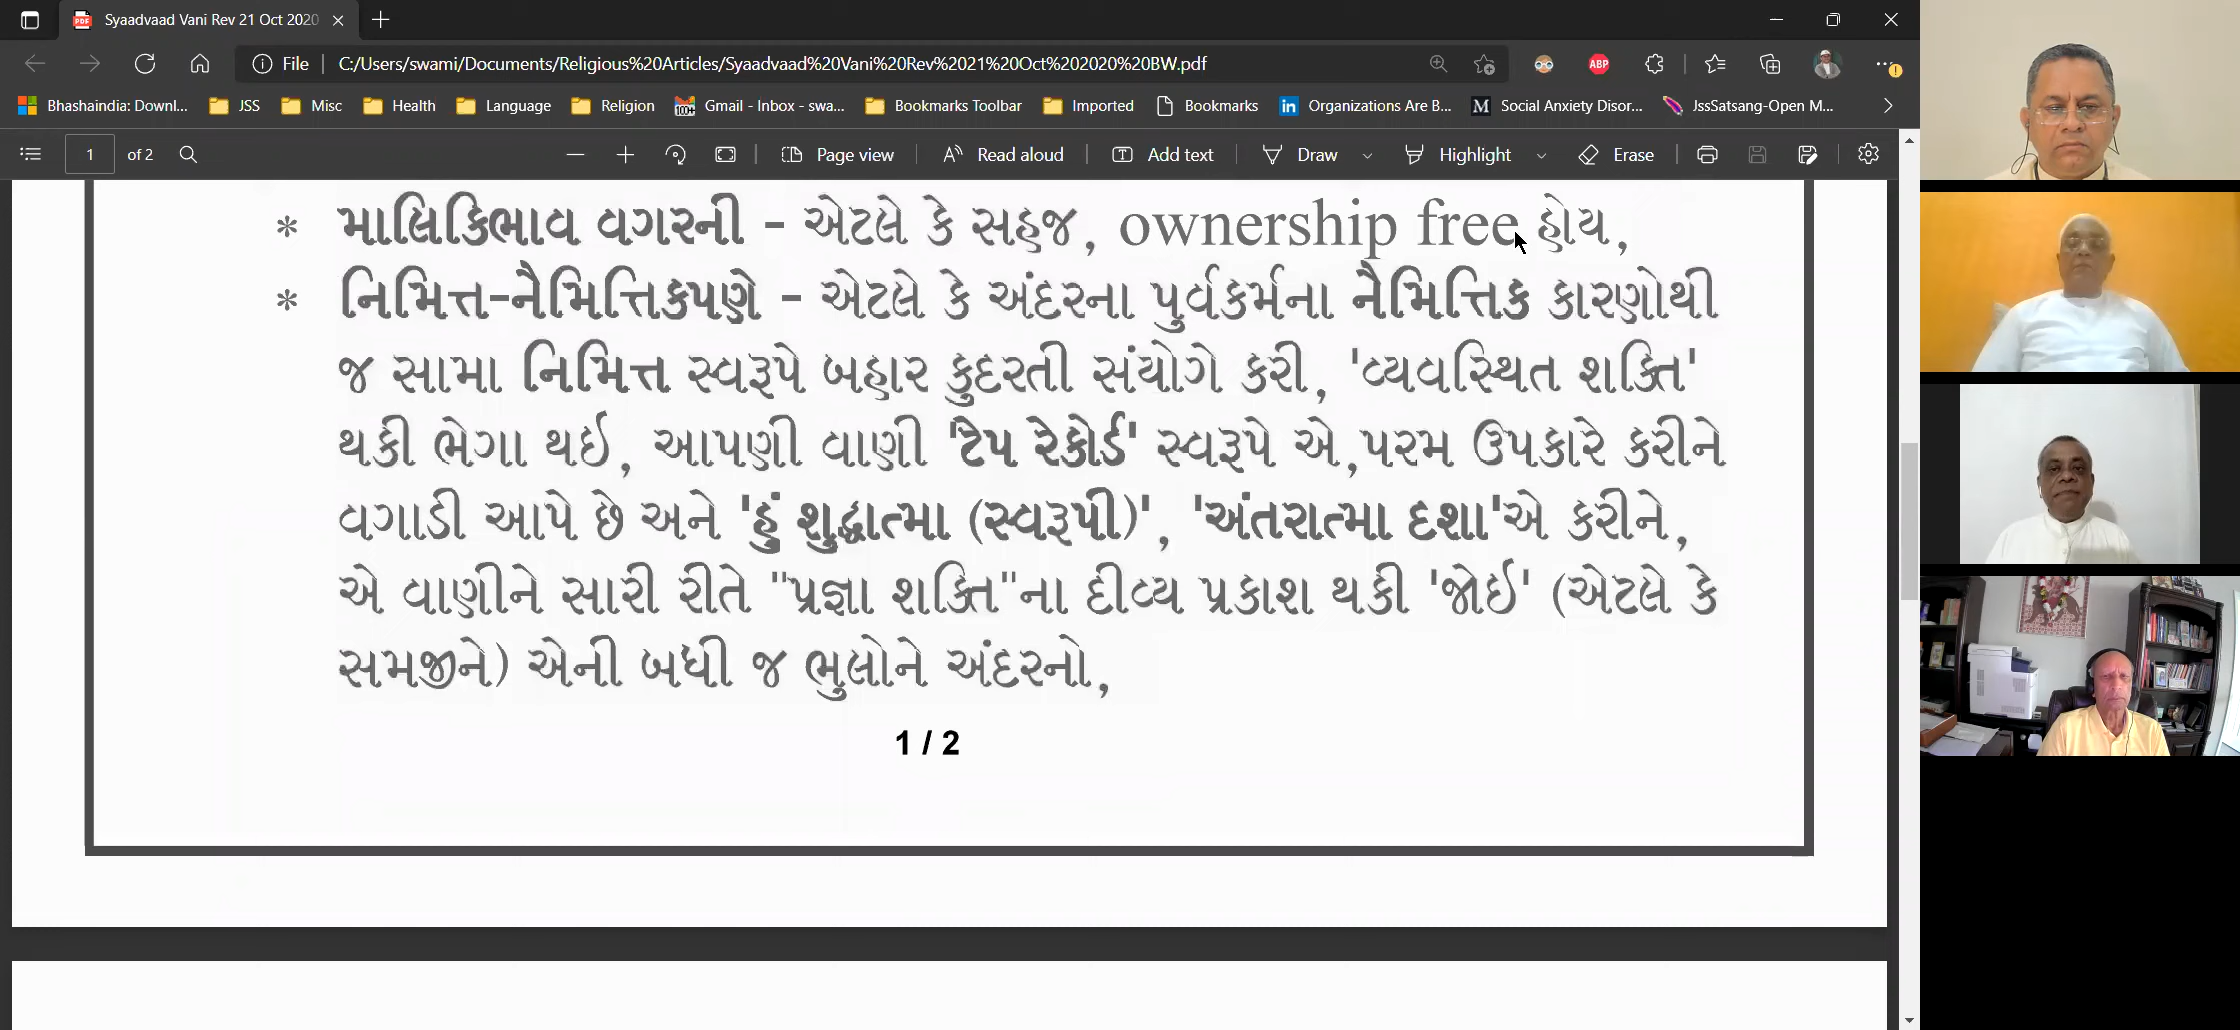 Syaadvaad Vani Rev 21 Oct 2020
File
C:/Users/swami/Documents/Religious%20Articles/Syaadvaad%20Vani%20Rev%2021%20Oct%202020%20BW.pdf
ABP
Bhashaindia: Downl... JSS Misc Health Language Religion 100+ Gmail - Inbox - swa... Bookmarks Toolbar Imported Bookmarks in Organizations Are B... M Social Anxiety Disor... JssSatsang-Open M...
1 of 2 Page view Read aloud Add text Draw Highlight Erase
* માલિકિભાવ વગરની - એટલે કે સહજ, ownership free હોય,
* નિમિત્ત-નૈમિત્તિકપણે - એટલે કે અંદરના પુર્વકર્મના નૈમિત્તિક કારણોથી
જ સામા નિમિત્ત સ્વરૂપે બહાર કુદરતી સંયોગે કરી, 'વ્યવસ્થિત શક્તિ'
થકી ભેગા થઈ, આપણી વાણી 'ટેપ રેકોર્ડ' સ્વરૂપે એ,પરમ ઉપકારે કરીને
વગાડી આપે છે અને 'હું શુદ્ધાત્મા (સ્વરૂપી)', 'અંતરાત્મા દશા'એ કરીને,
એ વાણીને સારી રીતે "પ્રજ્ઞા શક્તિ"ના દીવ્ય પ્રકાશ થકી 'જોઈ' (એટલે કે
સમજીને) એની બધી જ ભુલોને અંદરનો,
1 / 2